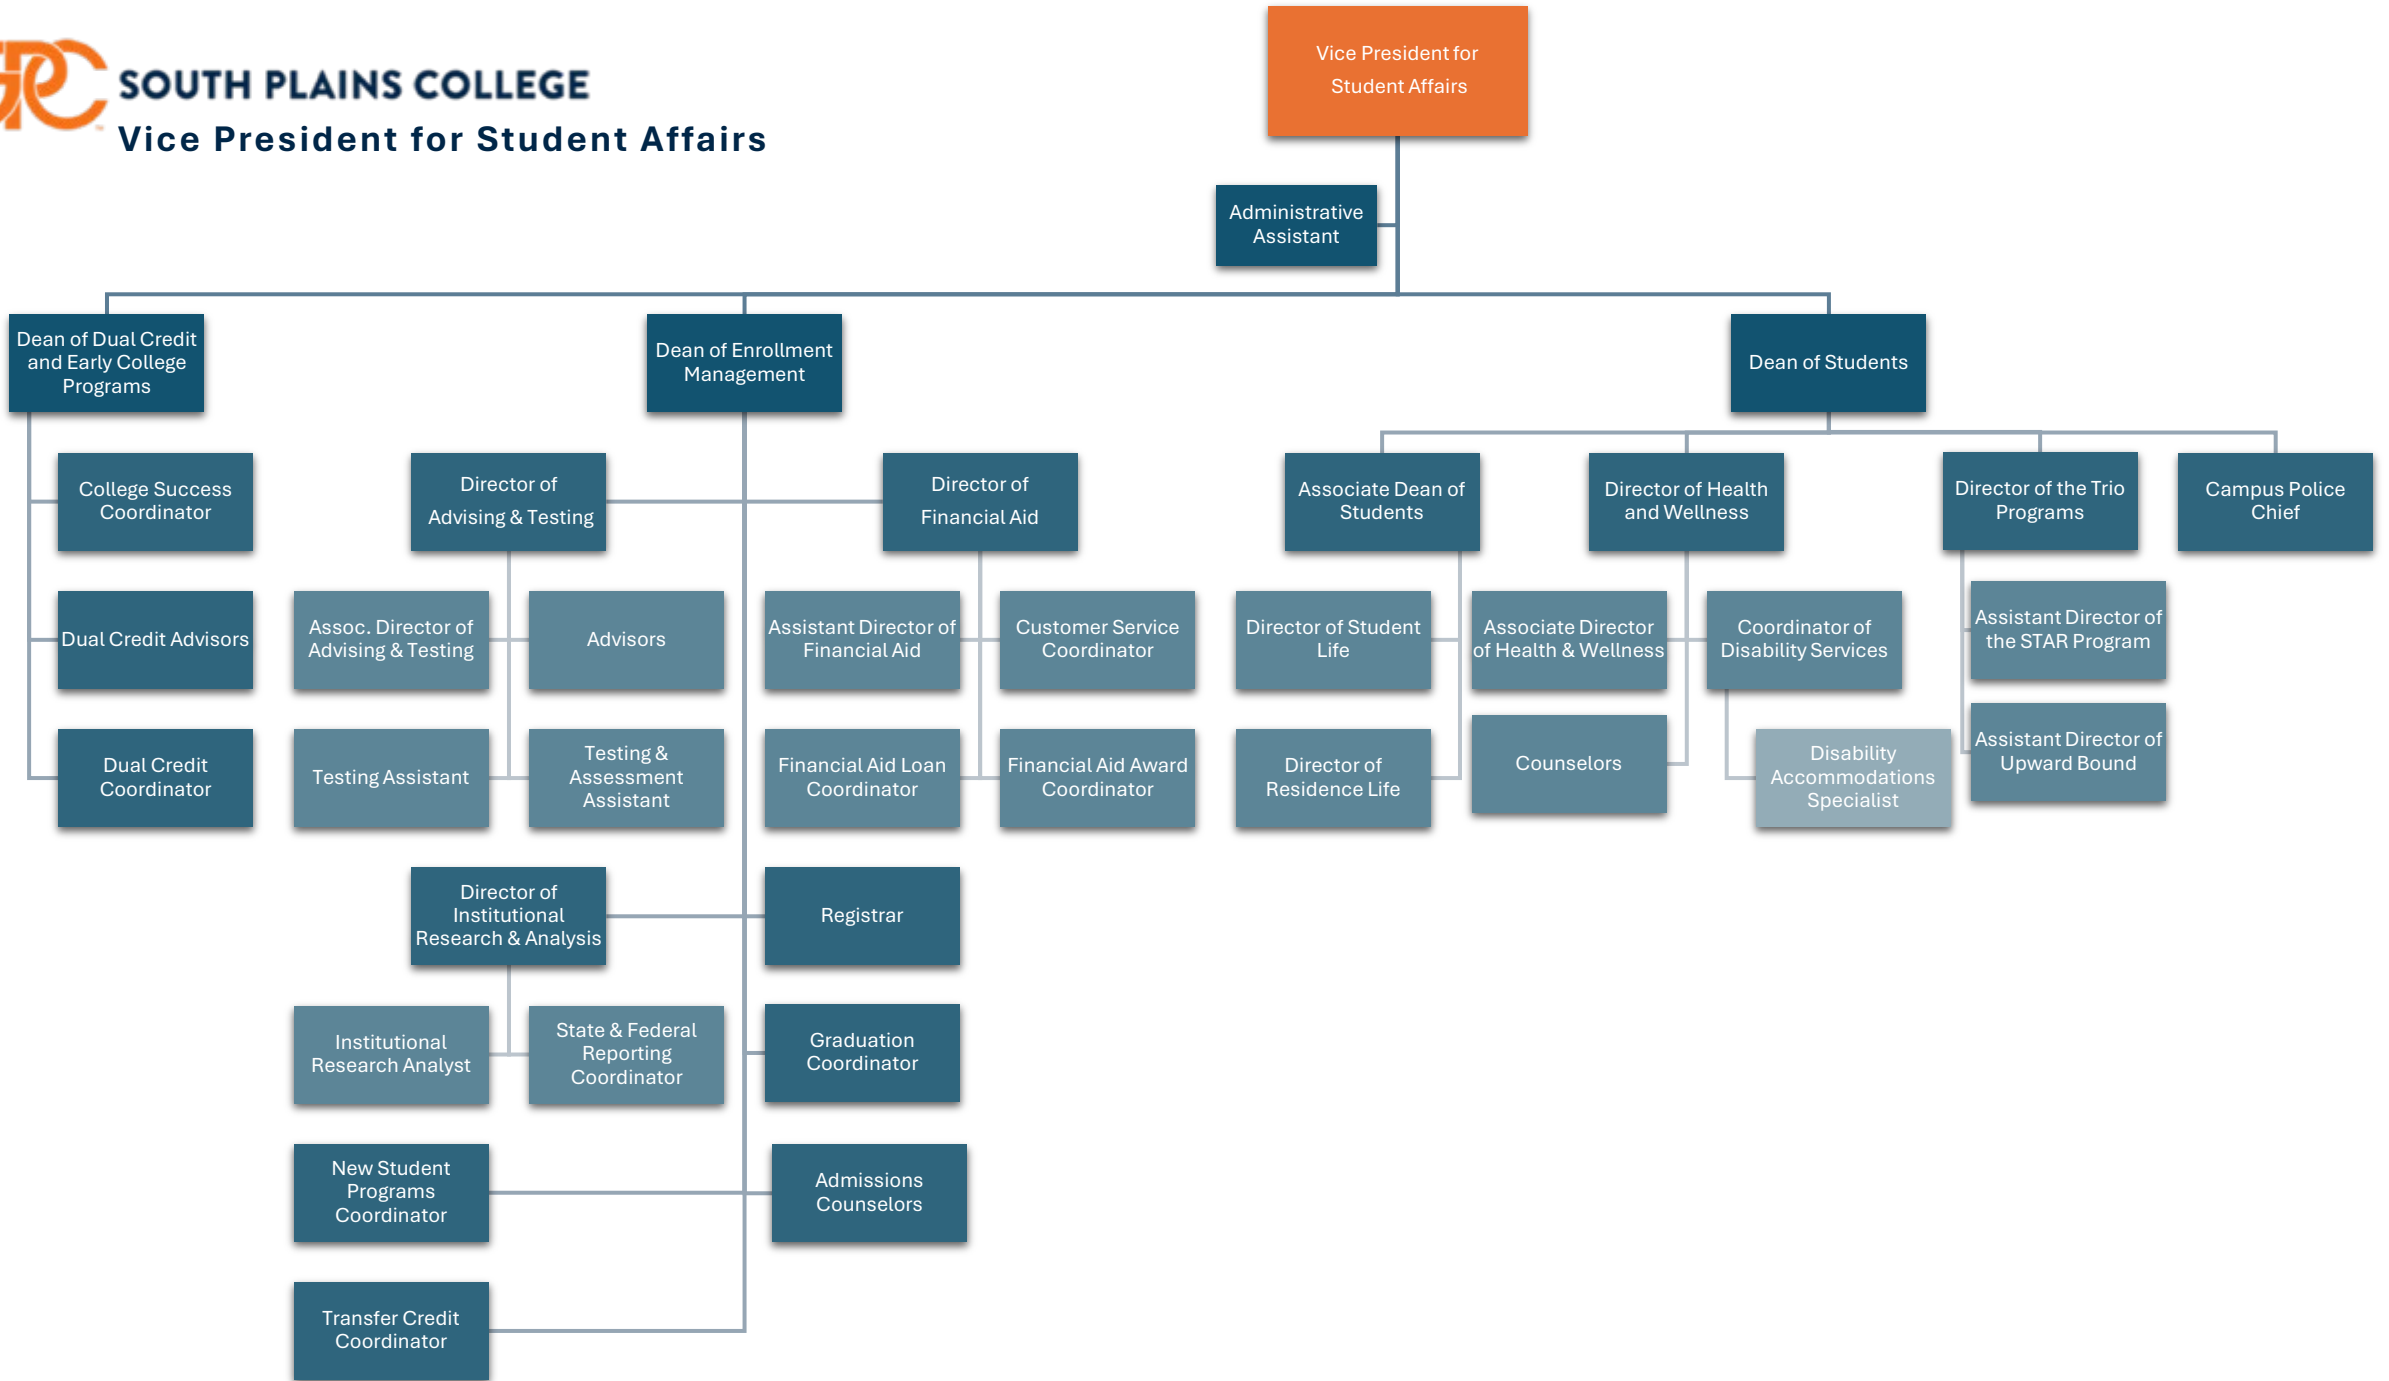 SPC
SOUTH PLAINS COLLEGE
Vice President for Student Affairs
Vice President for
Student Affairs
Administrative
Assistant
Dean of Dual Credit
and Early College
Programs
Dean of Enrollment
Management
Dean of Students
College Success
Coordinator
Director of
Advising & Testing
Director of
Financial Aid
Associate Dean of
Students
Director of Health
and Wellness
Director of the Trio
Programs
Campus Police
Chief
Dual Credit Advisors
Assoc. Director of
Advising & Testing
Advisors
Assistant Director of
Financial Aid
Customer Service
Coordinator
Director of Student
Life
Associate Director
of Health & Wellness
Coordinator of
Disability Services
Assistant Director of
the STAR Program
Dual Credit
Coordinator
Testing Assistant
Testing &
Assessment
Assistant
Financial Aid Loan
Coordinator
Financial Aid Award
Coordinator
Director of
Residence Life
Counselors
Disability
Accommodations
Specialist
Assistant Director of
Upward Bound
Director of
Institutional
Research & Analysis
Registrar
Institutional
Research Analyst
State & Federal
Reporting
Coordinator
Graduation
Coordinator
New Student
Programs
Coordinator
Admissions
Counselors
Transfer Credit
Coordinator